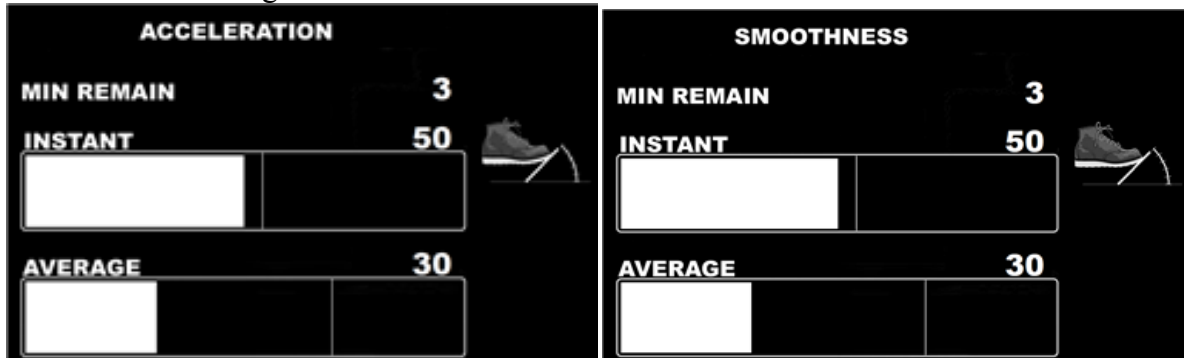 ACCELERATION
MIN REMAIN 3
INSTANT 50
AVERAGE 30
SMOOTHNESS
MIN REMAIN 3
INSTANT 50
AVERAGE 30